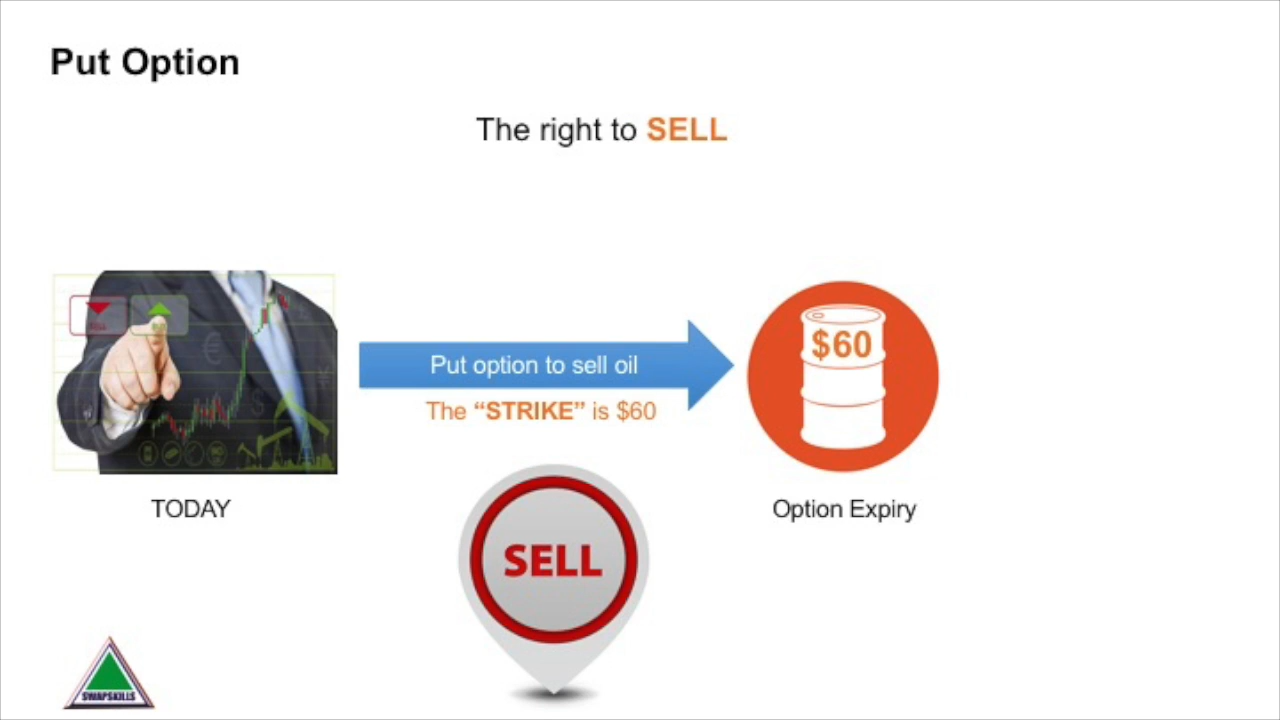 Put Option
The right to SELL
Put option to sell oil
The “STRIKE” is $60
$60
TODAY
Option Expiry
SELL
SWAPSKILLS